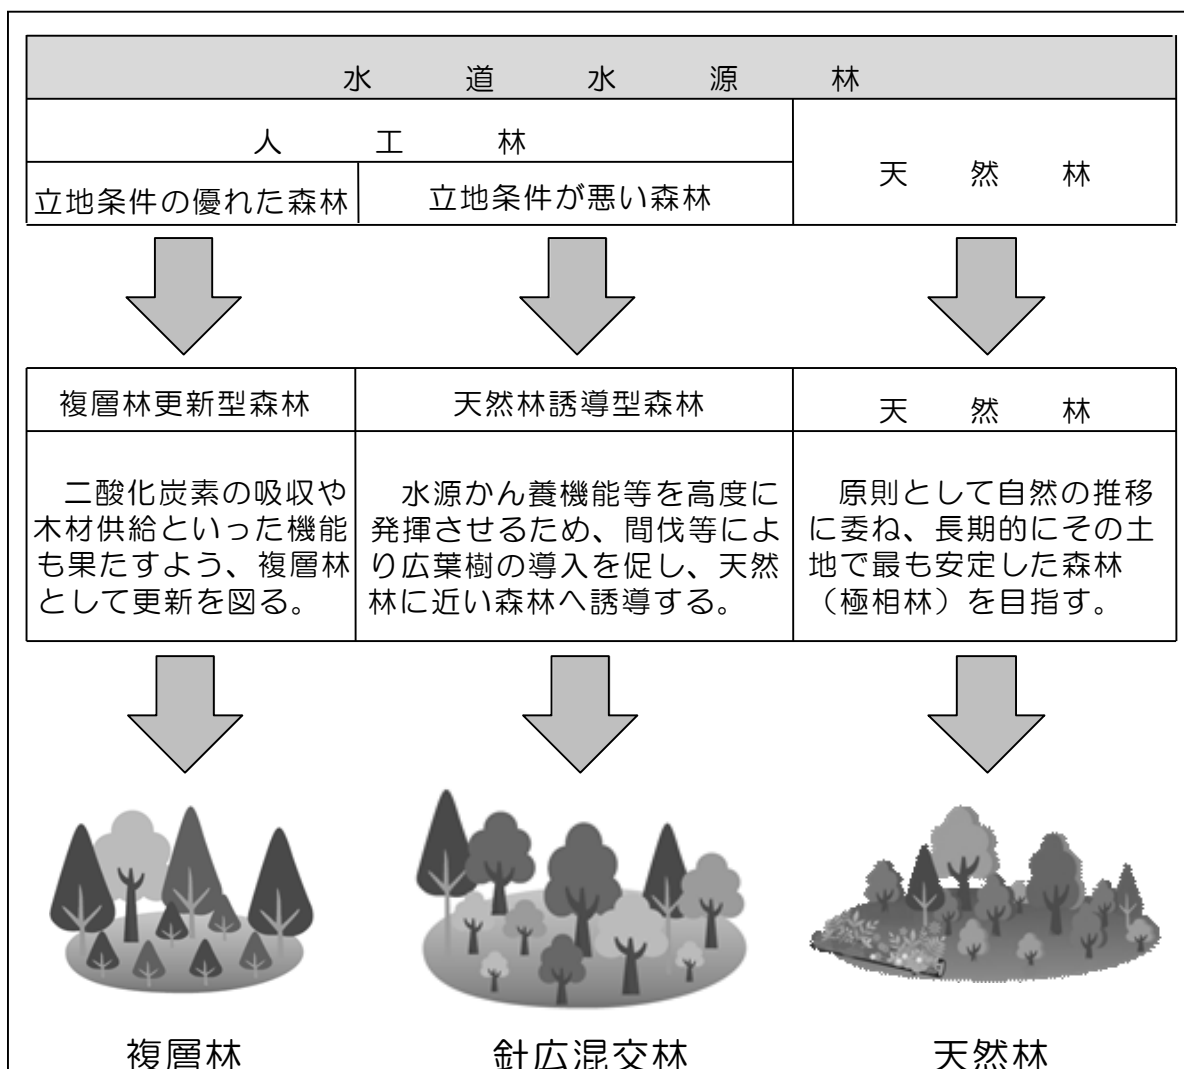 水道水源林
人工林
天然林
立地条件の優れた森林
立地条件が悪い森林
複層林更新型森林
天然林誘導型森林
天然林
二酸化炭素の吸収や
木材供給といった機能
も果たすよう、複層林
として更新を図る。
水源かん養機能等を高度に
発揮させるため、間伐等によ
り広葉樹の導入を促し、天然
林に近い森林へ誘導する。
原則として自然の推移
に委ね、長期的にその土
地で最も安定した森林
（極相林）を目指す。
複層林
針広混交林
天然林